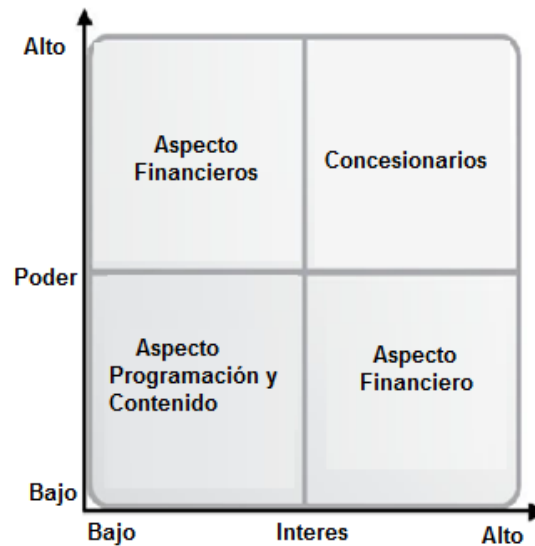 Alto
Aspecto
Financieros
Concesionarios
Poder
Aspecto
Programación y
Contenido
Aspecto
Financiero
Bajo
Bajo
Interes
Alto